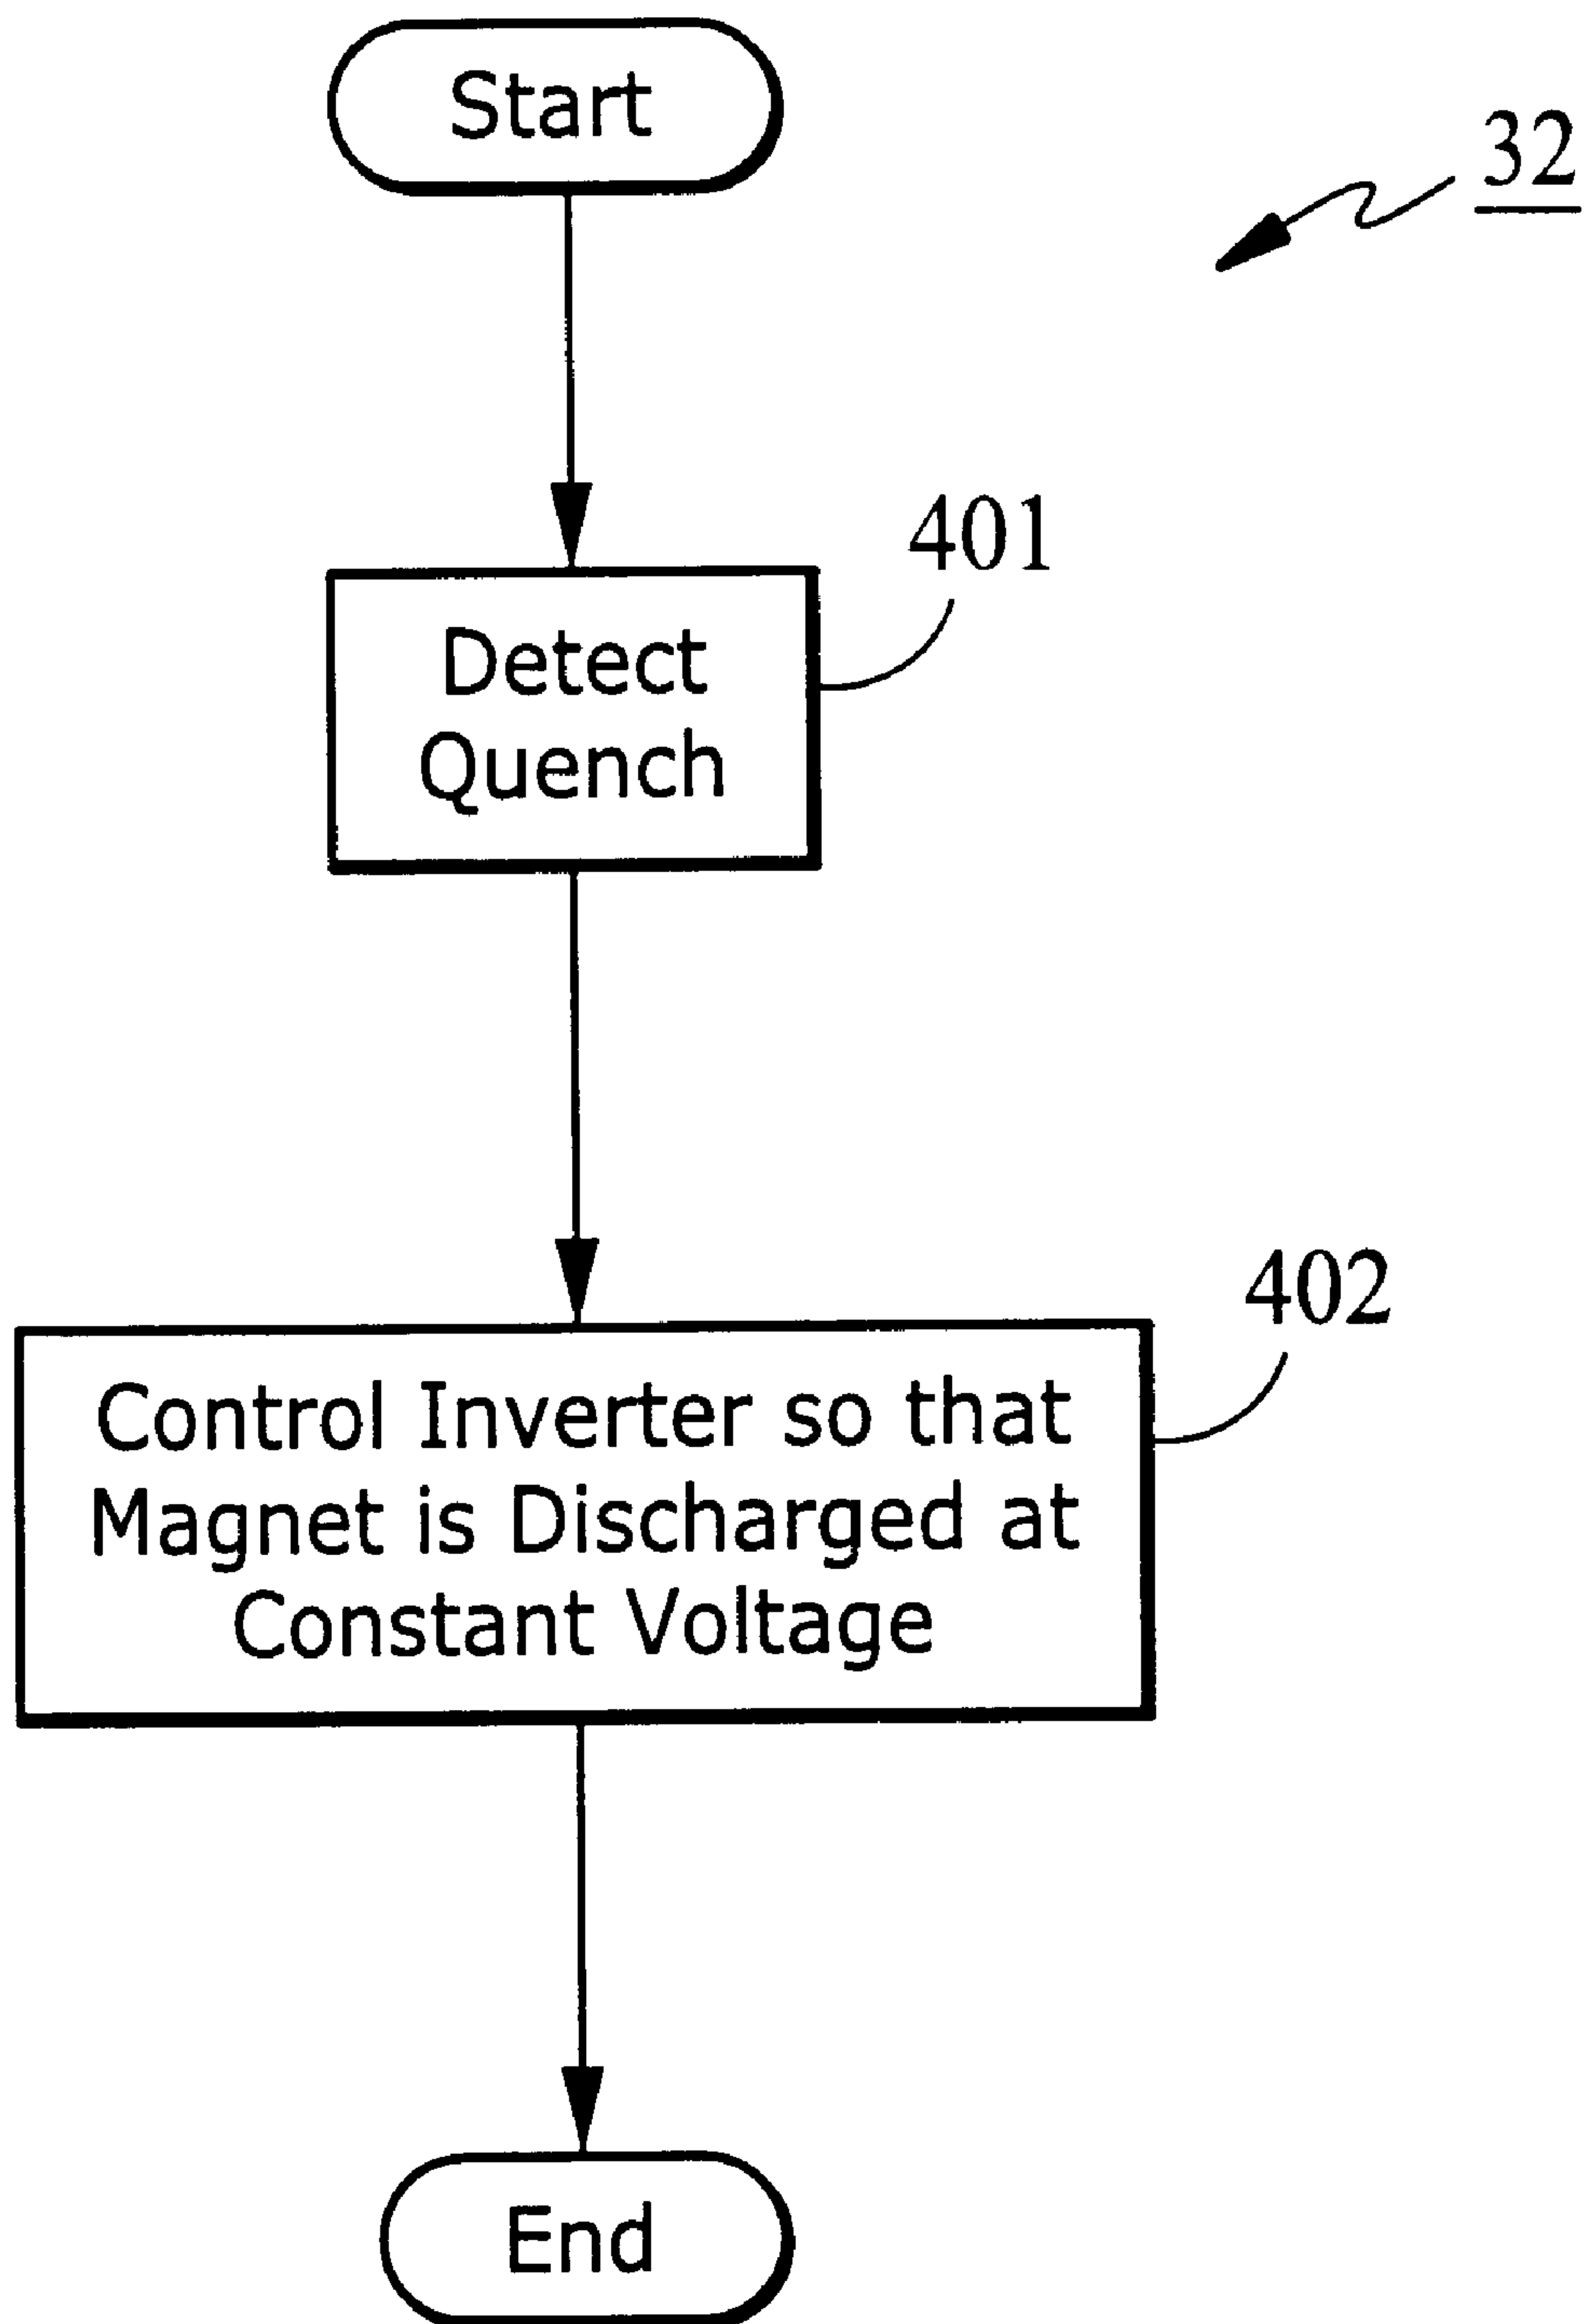 Start
32
401
Detect
Quench
402
Control Inverter so that
Magnet is Discharged at
Constant Voltage
End